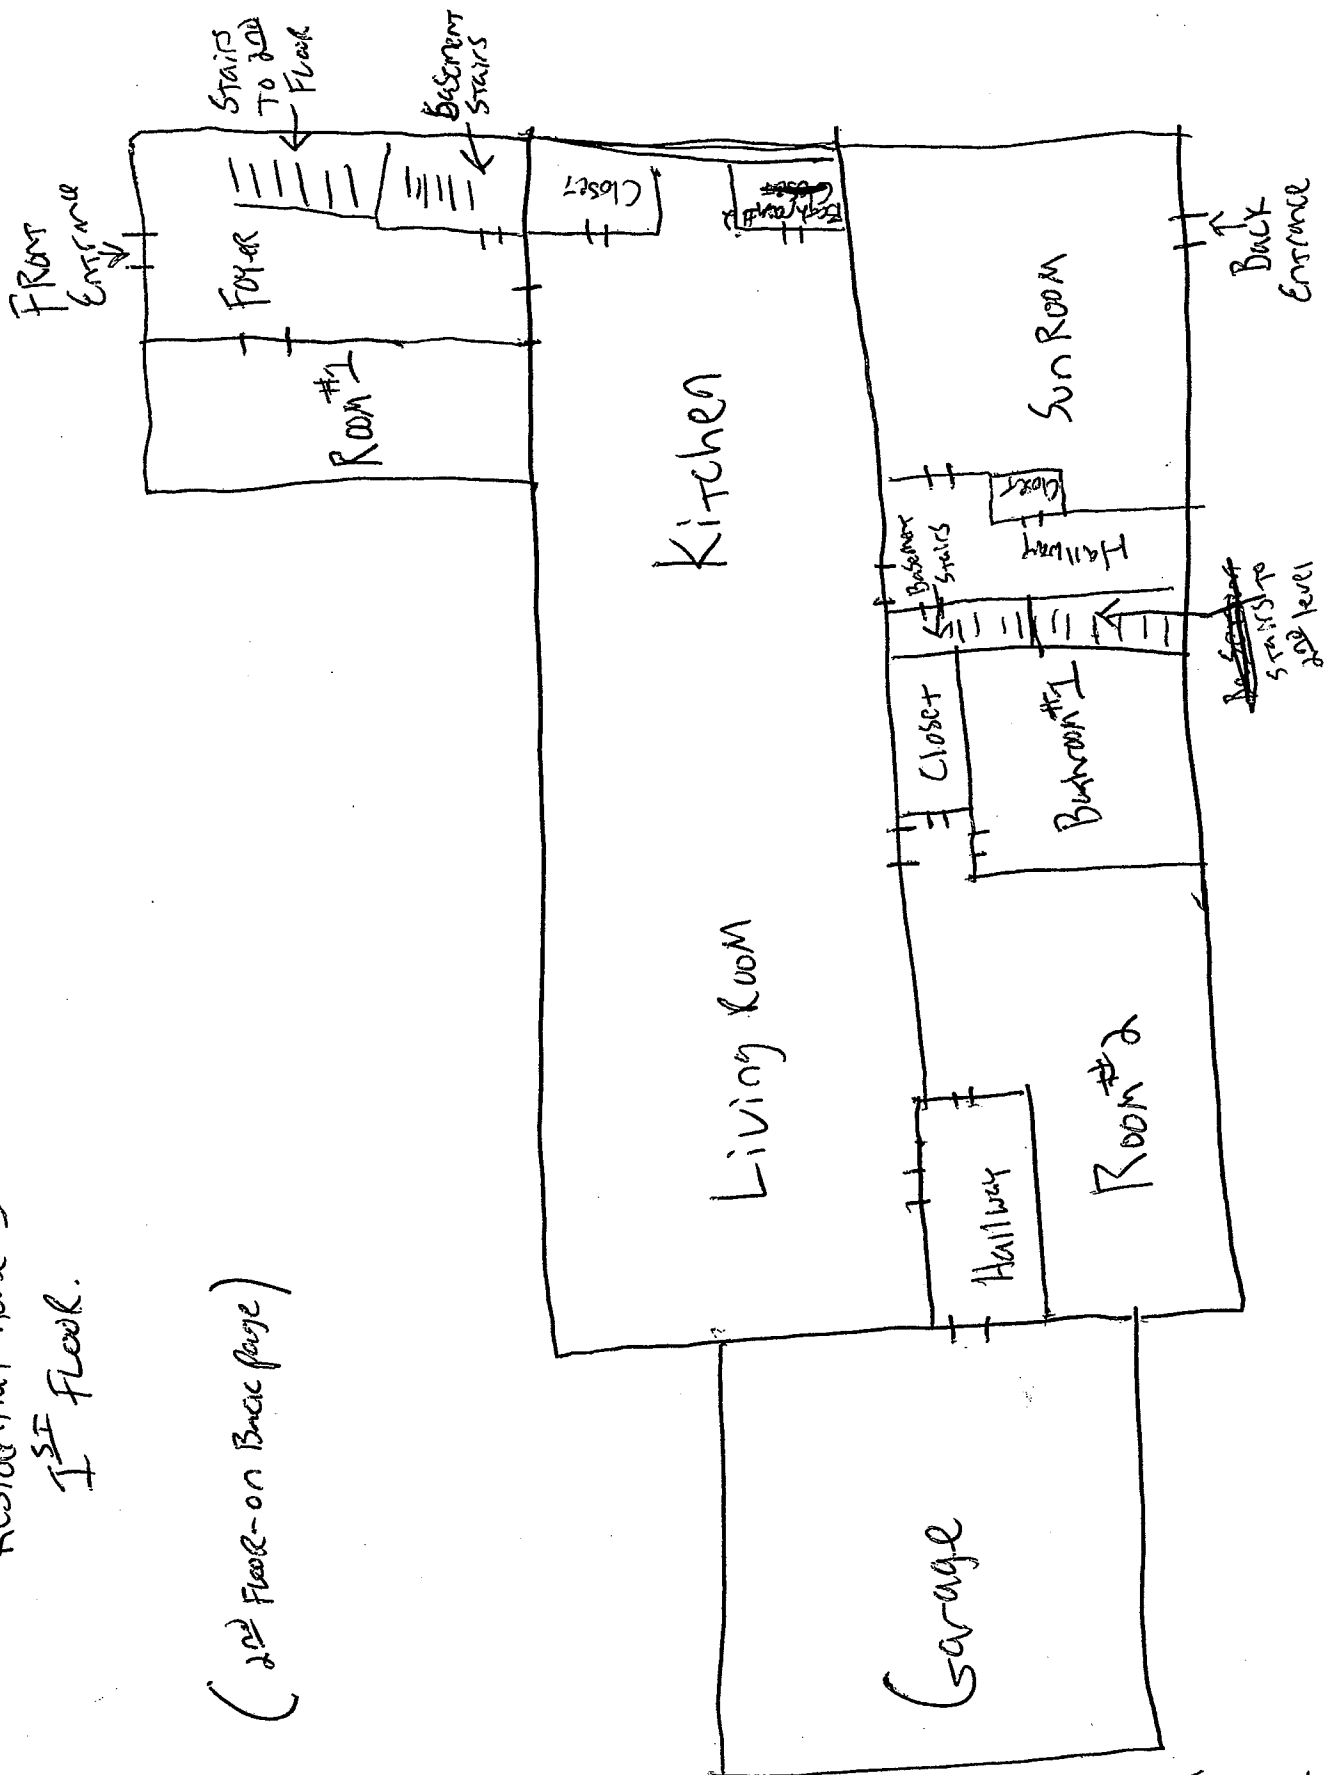 1ST FLOOR.
(2nd FLOOR-on Back page)
FRONT
Entrance
Stairs
TO 2nd
FLOOR
Basement
Stairs
Foyer
Room #1
Closet
Bathroom #2
Kitchen
Living Room
Sun Room
Back
Entrance
Closet
Hallway
Basement
Stairs
Stairs TO
2nd level
Closet
Bathroom #1
Room #2
Hallway
Garage